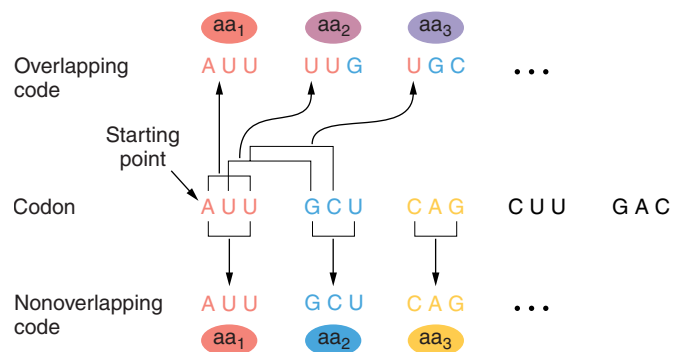 aa1 aa2 aa3
Overlapping code AUU UUG UGC ...
Starting point
Codon AUU GCU CAG CUU GAC
Nonoverlapping code AUU GCU CAG ...
aa1 aa2 aa3